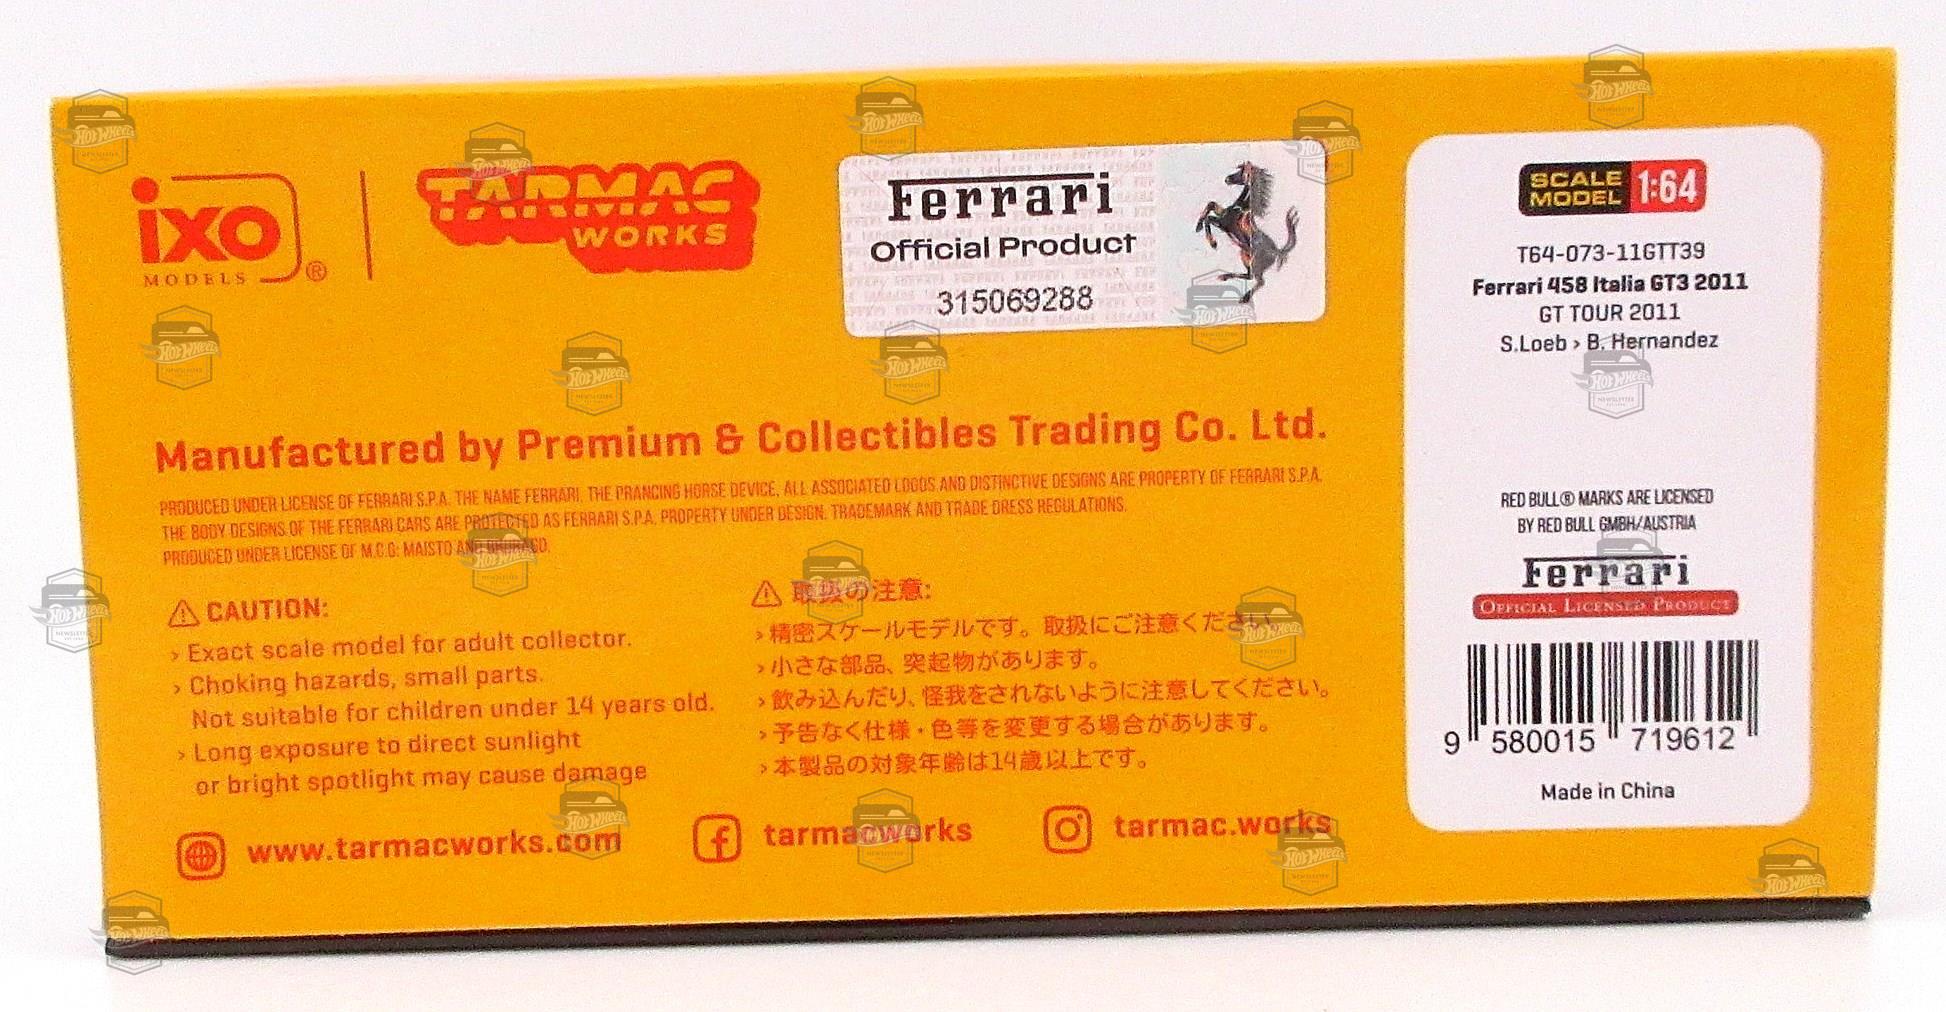 ixo
MODELS ®
TARMAC
WORKS
Ferrari
Official Product
315069288
SCALE
MODEL 1:64
T64-073-11GTT39
Ferrari 458 Italia GT3 2011
GT TOUR 2011
S.Loeb › B. Hernandez
Manufactured by Premium & Collectibles Trading Co. Ltd.
PRODUCED UNDER LICENSE OF FERRARI S.P.A. THE NAME FERRARI, THE PRANCING HORSE DEVICE, ALL ASSOCIATED LOGOS AND DISTINCTIVE DESIGNS ARE PROPERTY OF FERRARI S.P.A.
THE BODY DESIGNS OF THE FERRARI CARS ARE PROTECTED AS FERRARI S.P.A. PROPERTY UNDER DESIGN, TRADEMARK AND TRADE DRESS REGULATIONS.
PRODUCED UNDER LICENSE OF M.C.G: MAISTO AND BBURAGO.
⚠ CAUTION:
› Exact scale model for adult collector.
› Choking hazards, small parts.
Not suitable for children under 14 years old.
› Long exposure to direct sunlight
or bright spotlight may cause damage
⚠ 取扱の注意:
› 精密スケールモデルです。取扱にご注意ください
› 小さな部品、突起物があります。
› 飲み込んだり、怪我をされないように注意してください。
› 予告なく仕様・色等を変更する場合があります。
› 本製品の対象年齢は14歳以上です。
www.tarmacworks.com
tarmacworks
tarmac.works
RED BULL® MARKS ARE LICENSED
BY RED BULL GMBH/AUSTRIA
Ferrari
OFFICIAL LICENSED PRODUCT
9 580015 719612
Made in China
HOT WHEELS
NEWSLETTER